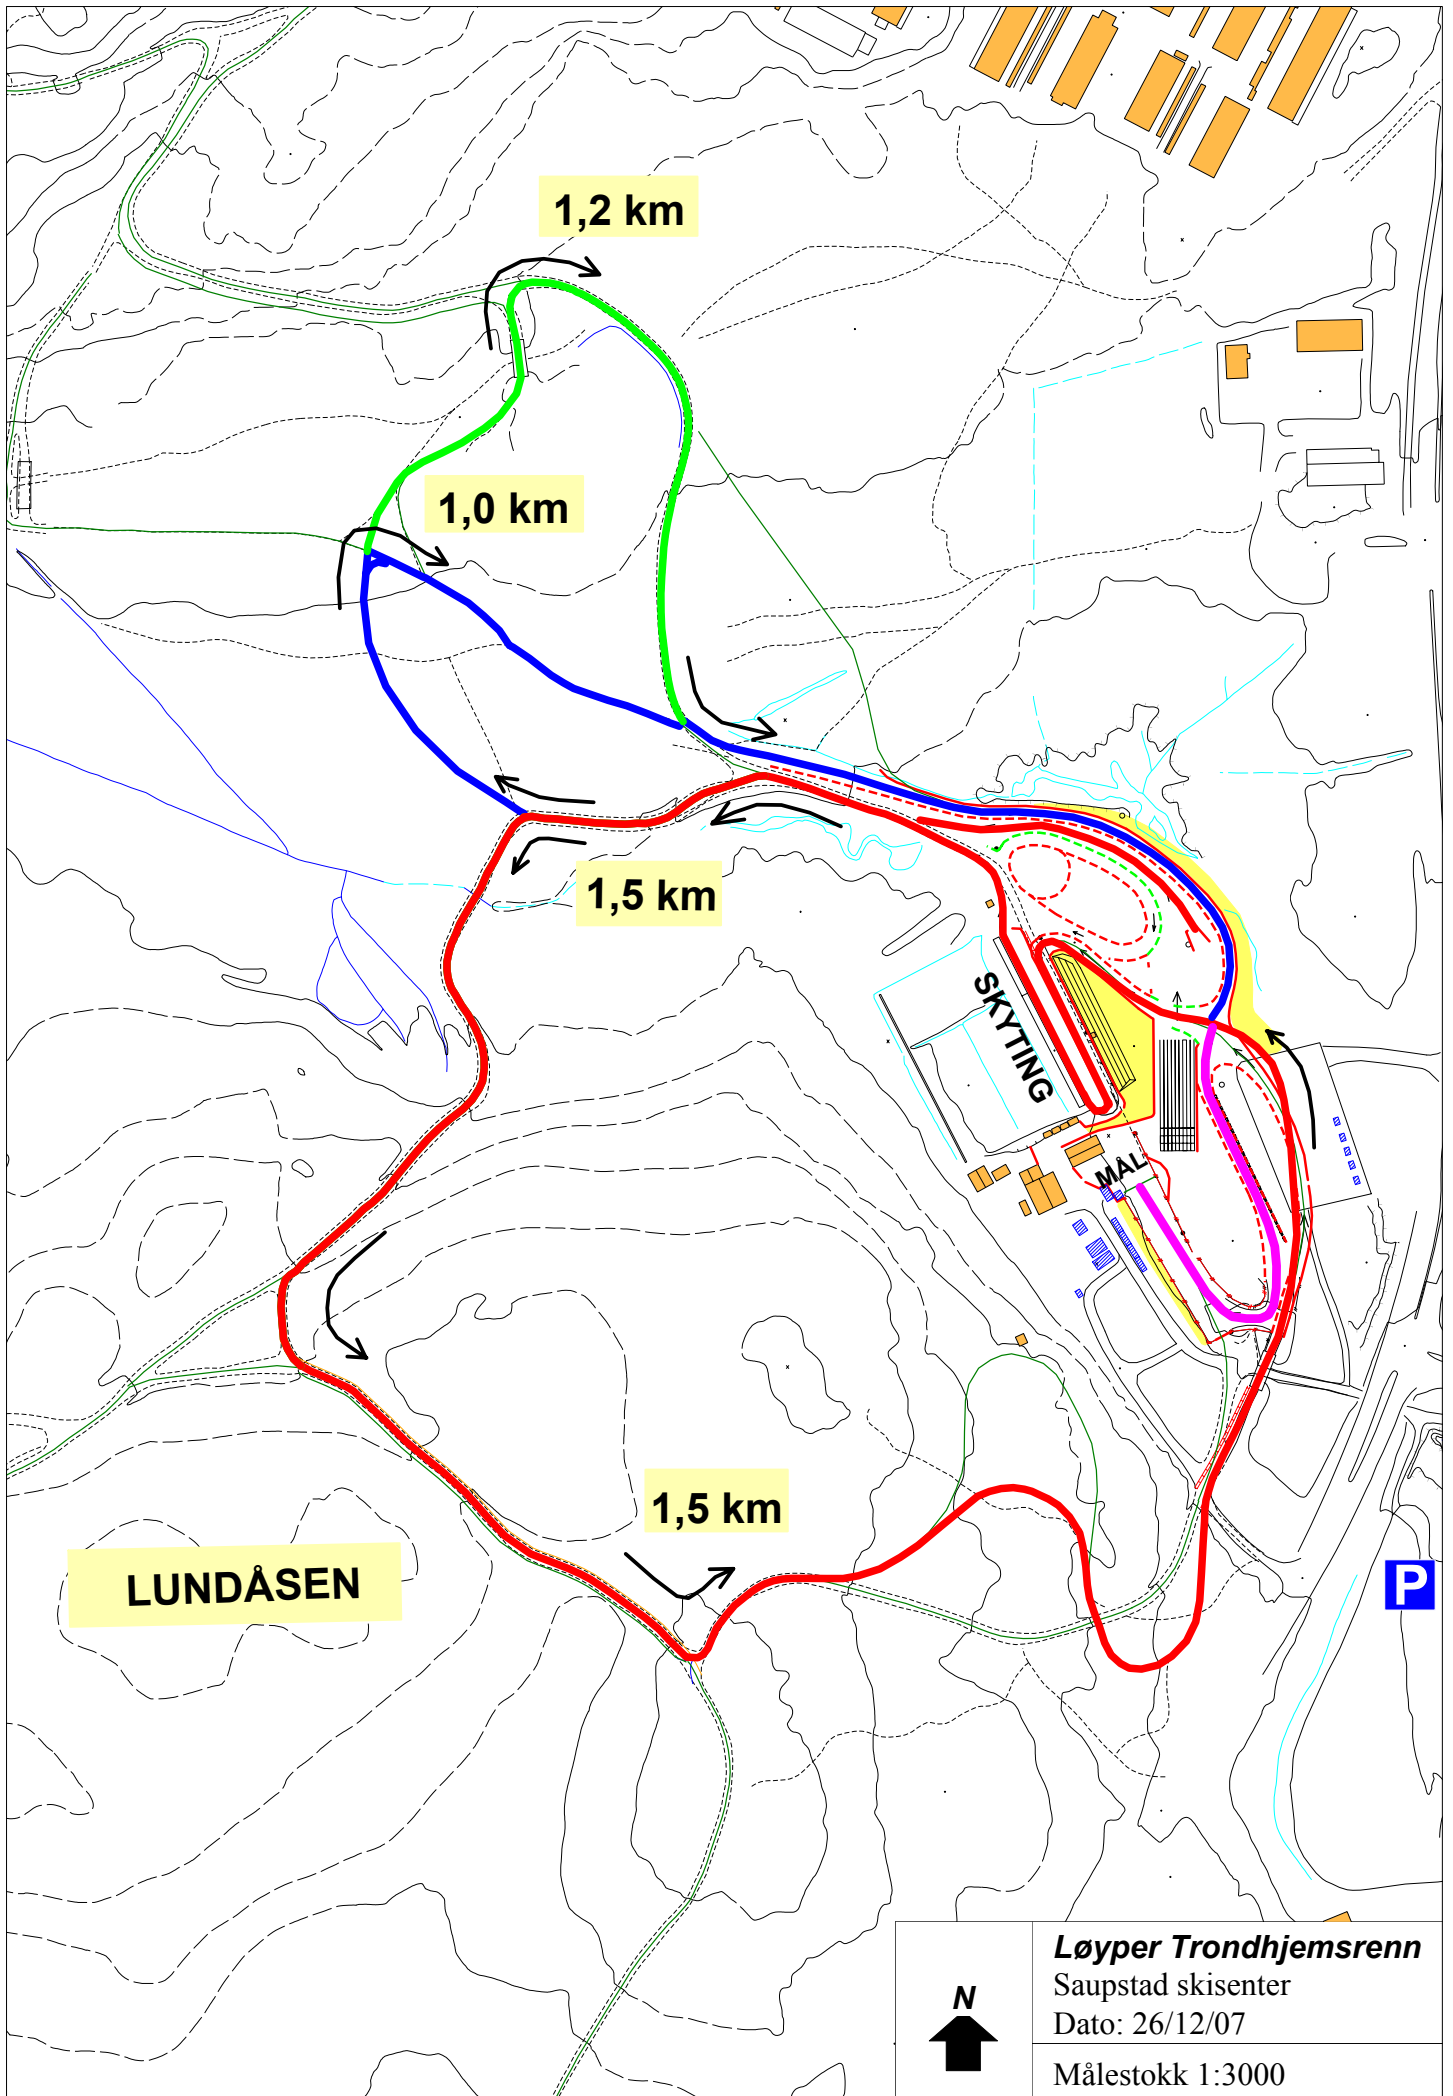 1,2 km
1,0 km
1,5 km
SKYTING
MÅL
1,5 km
LUNDÅSEN
P
Løyper Trondhjemsrenn
Saupstad skisenter
N
Dato: 26/12/07
Målestokk 1:3000